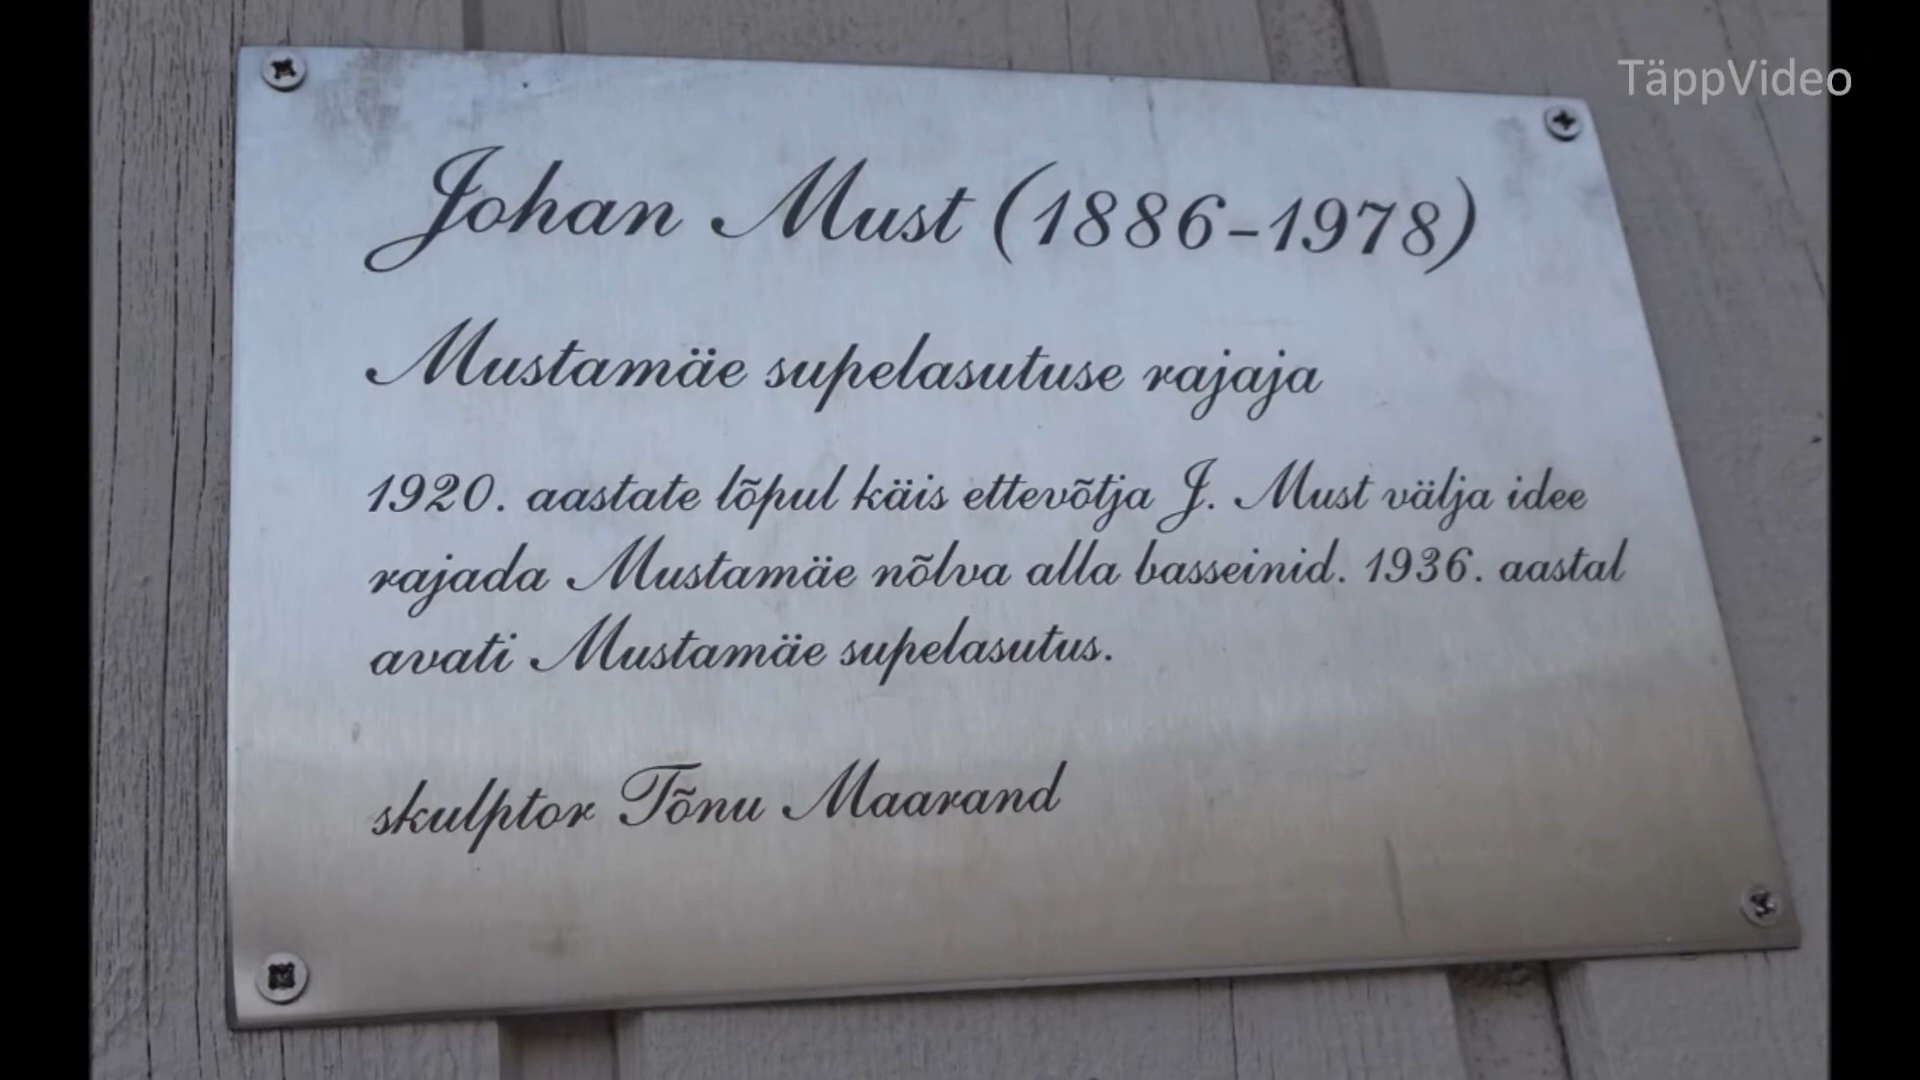 TäppVideo
Johan Must (1886-1978)
Mustamäe supelasutuse rajaja
1920. aastate lõpul käis ettevõtja J. Must välja idee
rajada Mustamäe nõlva alla basseinid. 1936. aastal
avati Mustamäe supelasutus.
skulptor Tõnu Maarand